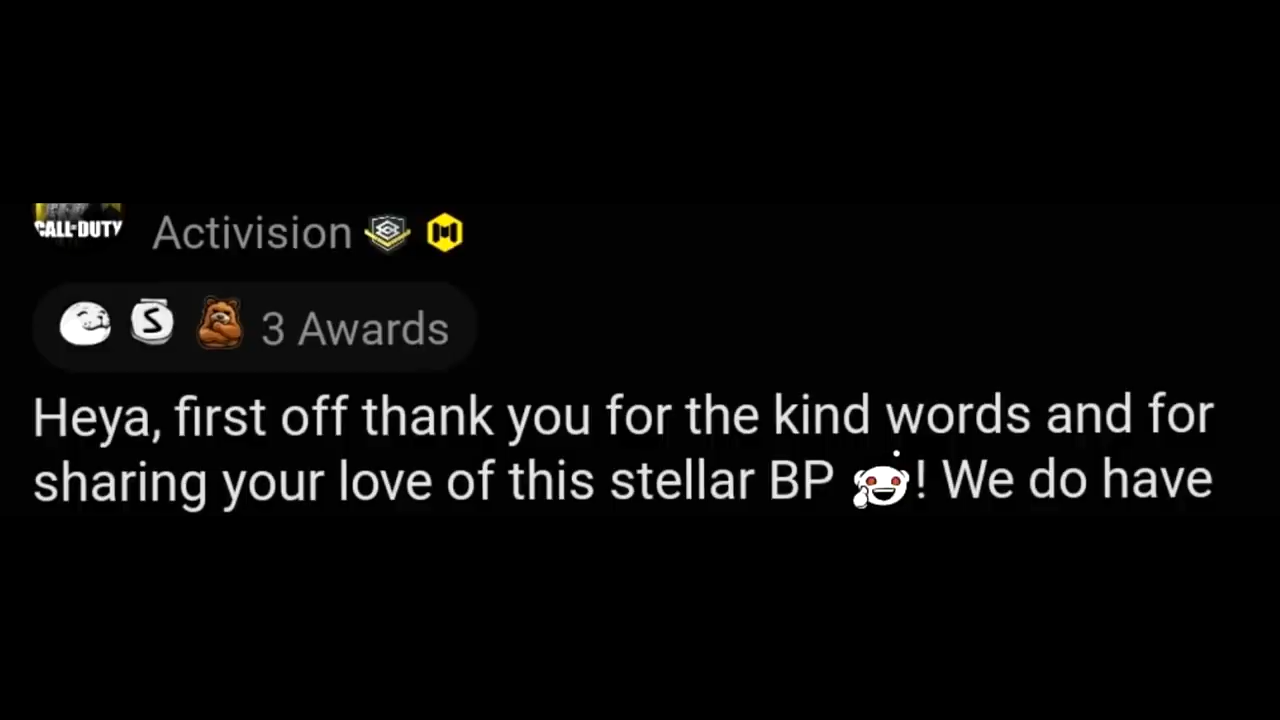 CALL OF DUTY
Activision
S
3 Awards
Heya, first off thank you for the kind words and for
sharing your love of this stellar BP ! We do have